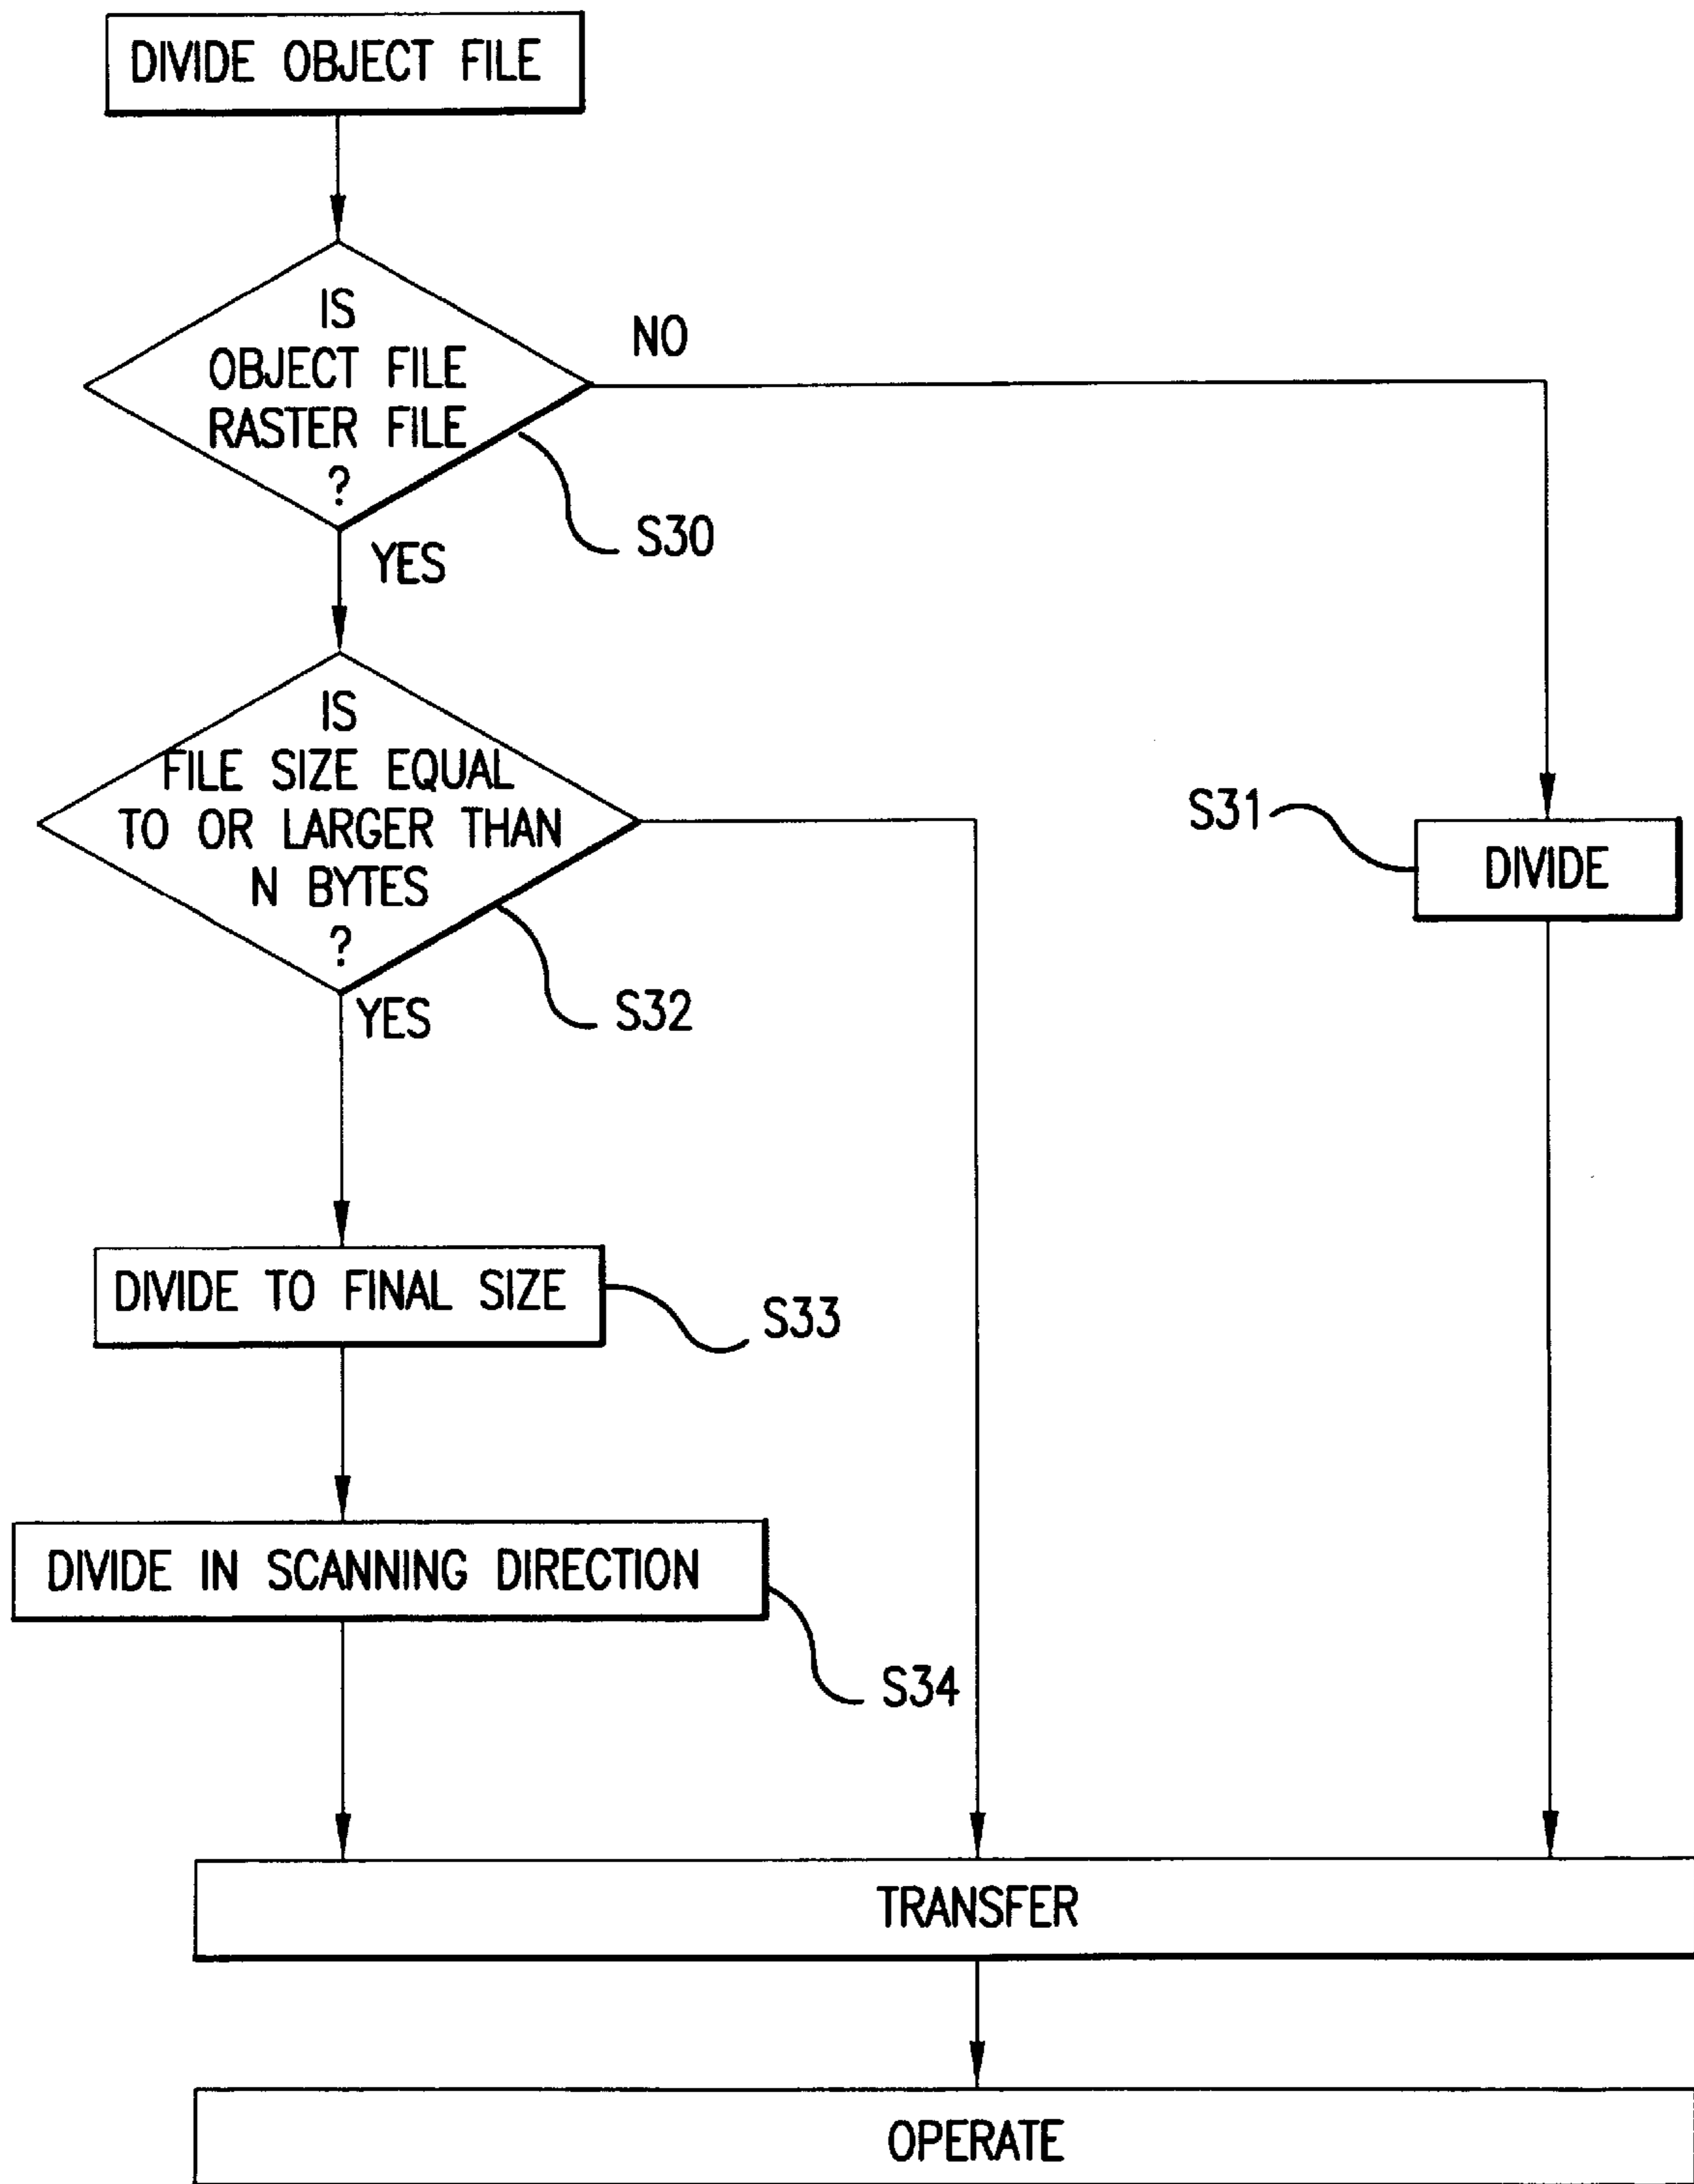 DIVIDE OBJECT FILE
IS
OBJECT FILE
RASTER FILE
?
NO
S30
YES
IS
FILE SIZE EQUAL
TO OR LARGER THAN
N BYTES
?
S32
YES
S31
DIVIDE
DIVIDE TO FINAL SIZE
S33
DIVIDE IN SCANNING DIRECTION
S34
TRANSFER
OPERATE